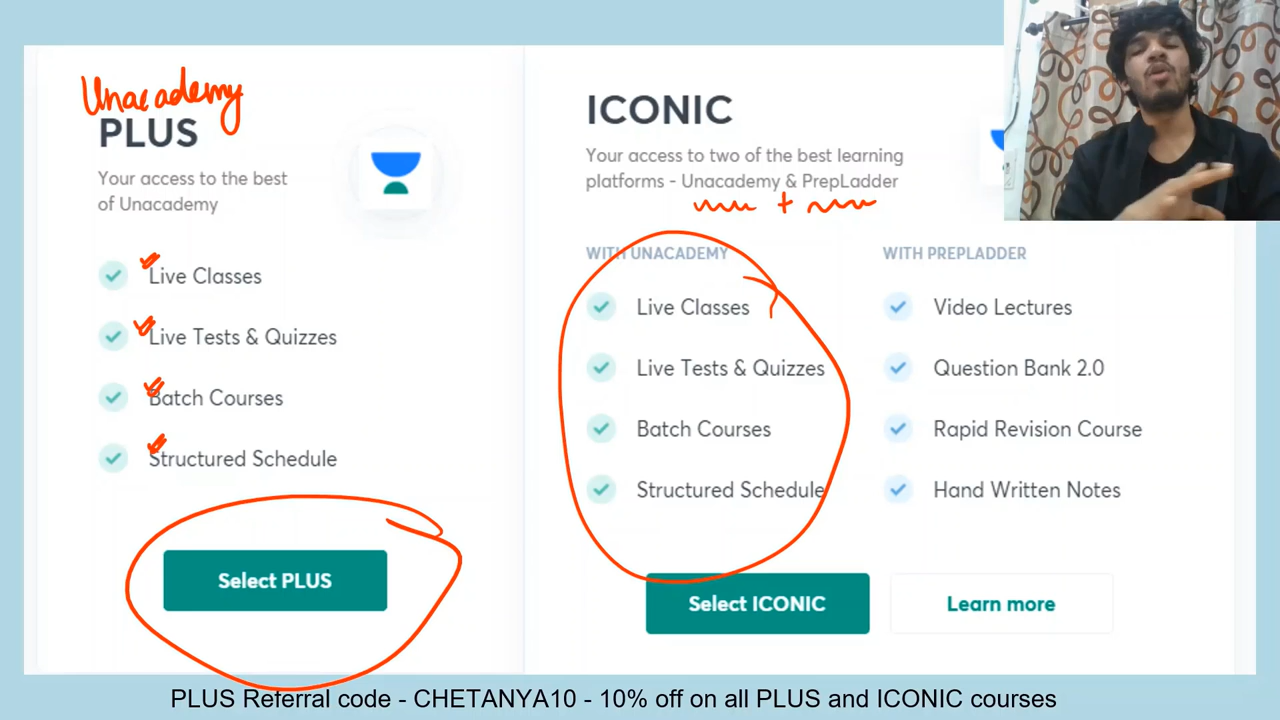 Unacademy
PLUS
Your access to the best
of Unacademy
Live Classes
Live Tests & Quizzes
Batch Courses
Structured Schedule
Select PLUS
ICONIC
Your access to two of the best learning
platforms - Unacademy & PrepLadder
+
WITH UNACADEMY
Live Classes
Live Tests & Quizzes
Batch Courses
Structured Schedule
WITH PREPLADDER
Video Lectures
Question Bank 2.0
Rapid Revision Course
Hand Written Notes
Select ICONIC
Learn more
PLUS Referral code - CHETANYA10 - 10% off on all PLUS and ICONIC courses